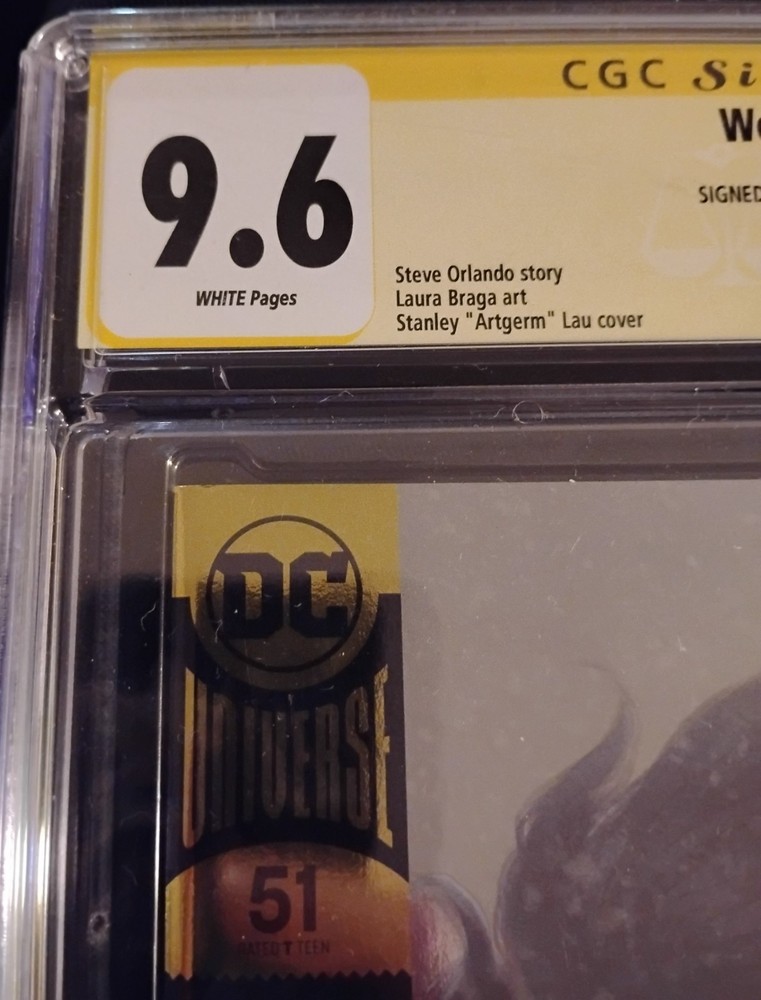 CGC Si
We
SIGNED
9.6
WHITE Pages
Steve Orlando story
Laura Braga art
Stanley "Artgerm" Lau cover
DC
UNIVERSE
51
RATED T TEEN